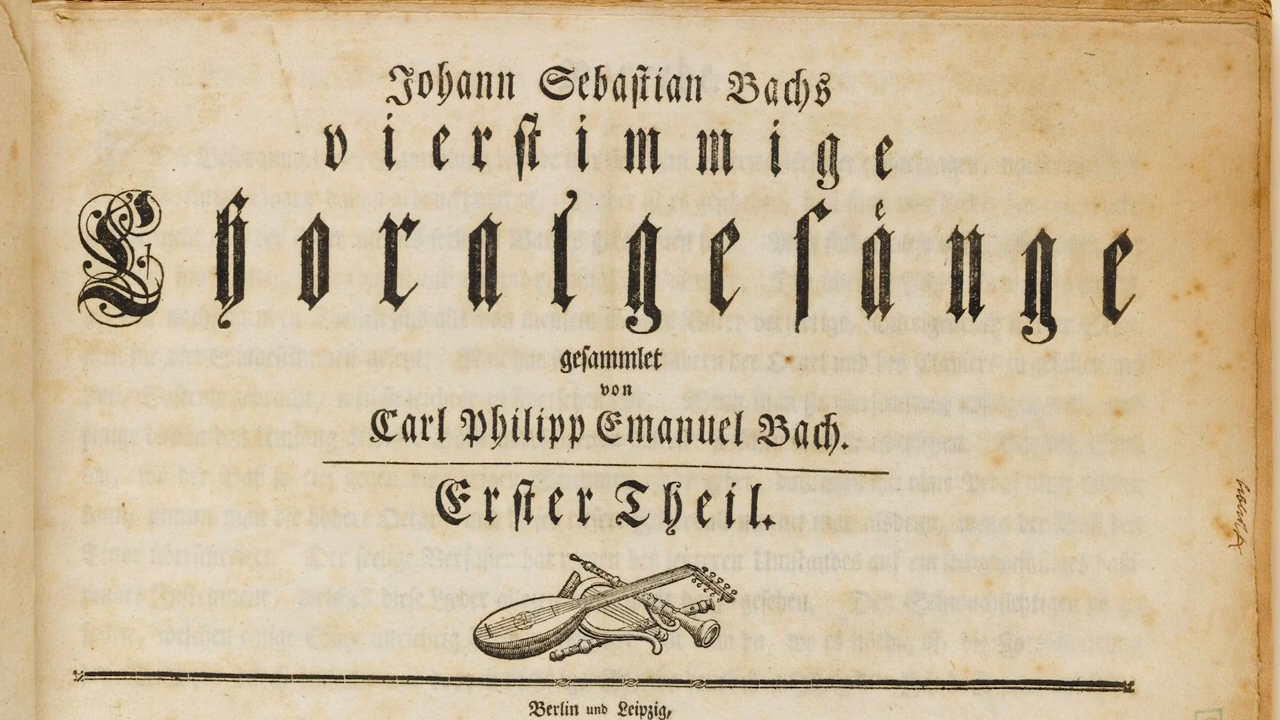 Johann Sebastian Bachs
vierstimmige
Choralgesänge
gesammlet
von
Carl Philipp Emanuel Bach.
Erster Theil.
Berlin und Leipzig,